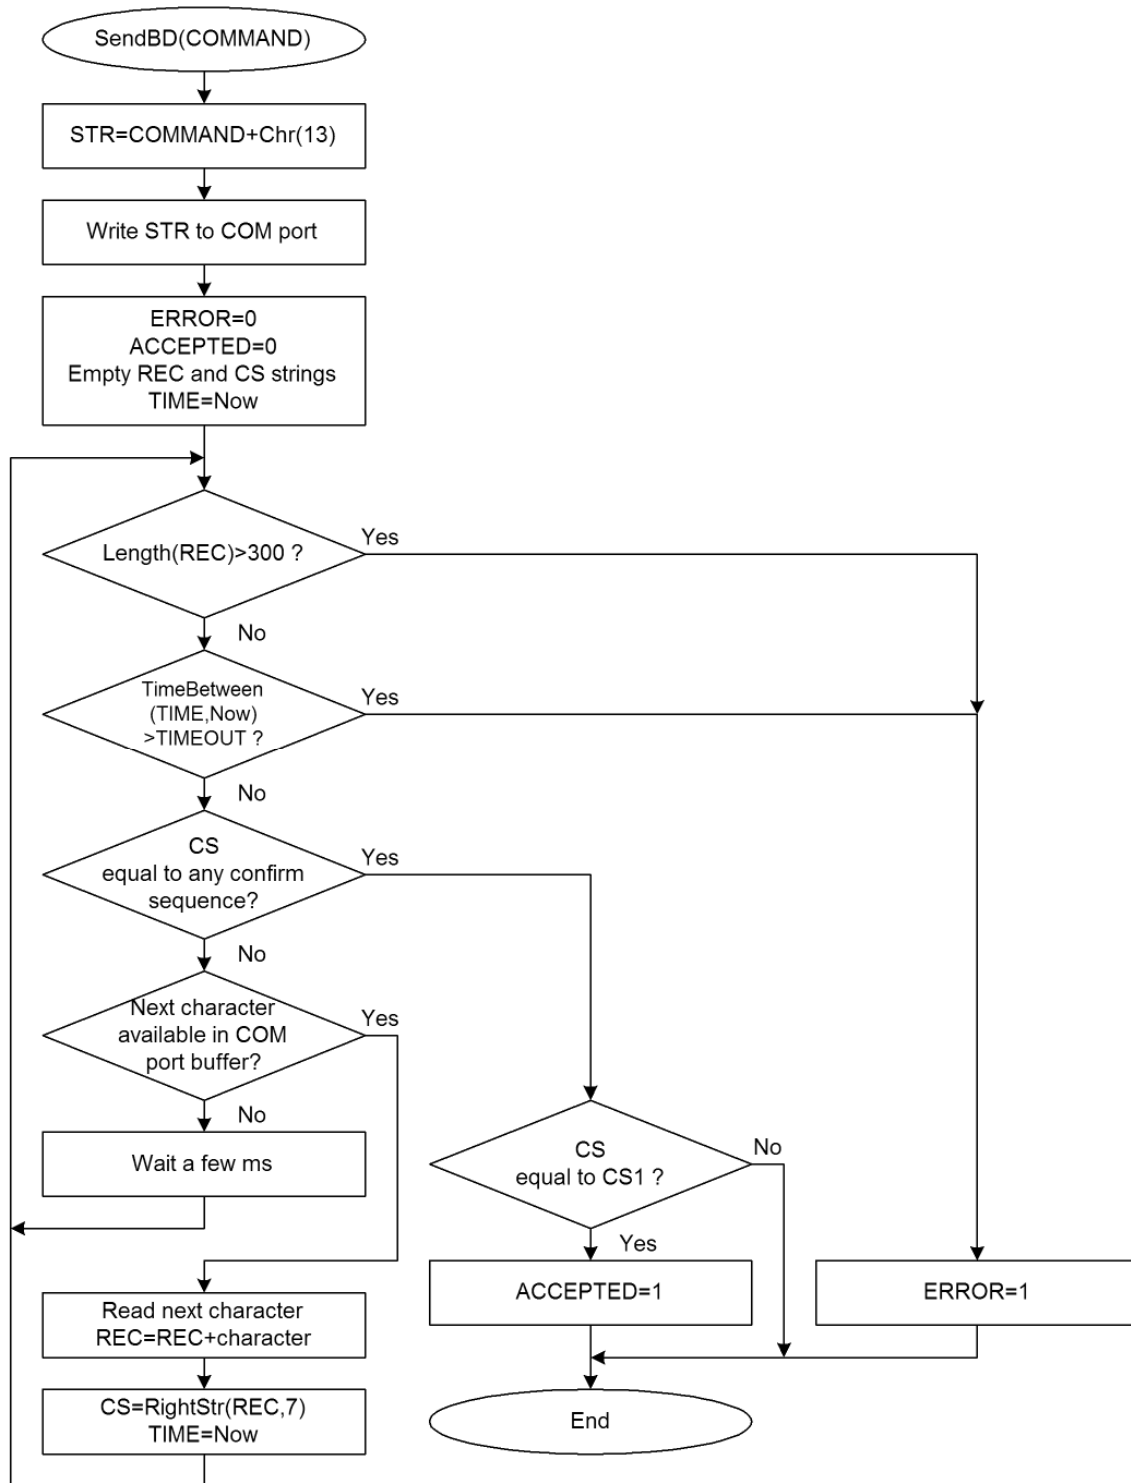 SendBD(COMMAND)
STR=COMMAND+Chr(13)
Write STR to COM port
ERROR=0
ACCEPTED=0
Empty REC and CS strings
TIME=Now
Length(REC)>300 ?
Yes
No
TimeBetween
(TIME,Now)
>TIMEOUT ?
Yes
No
CS
equal to any confirm
sequence?
Yes
No
Next character
available in COM
port buffer?
Yes
No
Wait a few ms
CS
equal to CS1 ?
No
Yes
ACCEPTED=1
ERROR=1
Read next character
REC=REC+character
CS=RightStr(REC,7)
TIME=Now
End